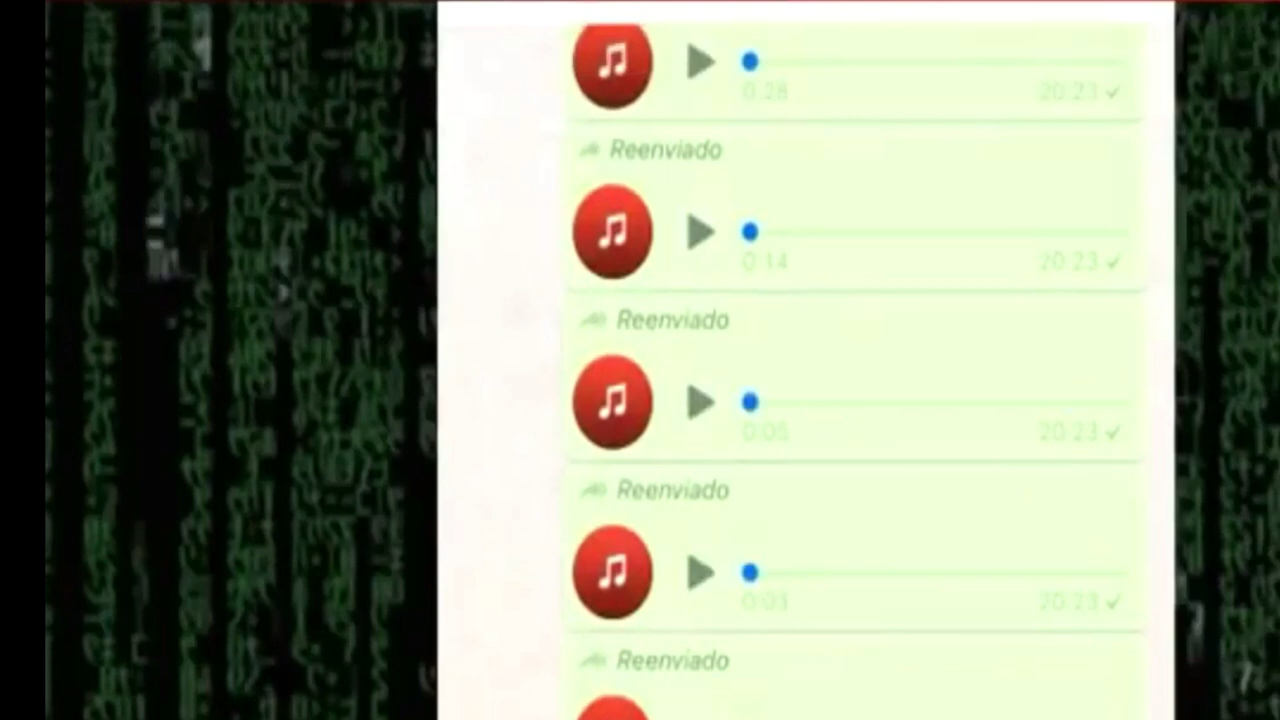 0:28 20:23
Reenviado
0:14 20:23
Reenviado
0:05 20:23
Reenviado
0:03 20:23
Reenviado